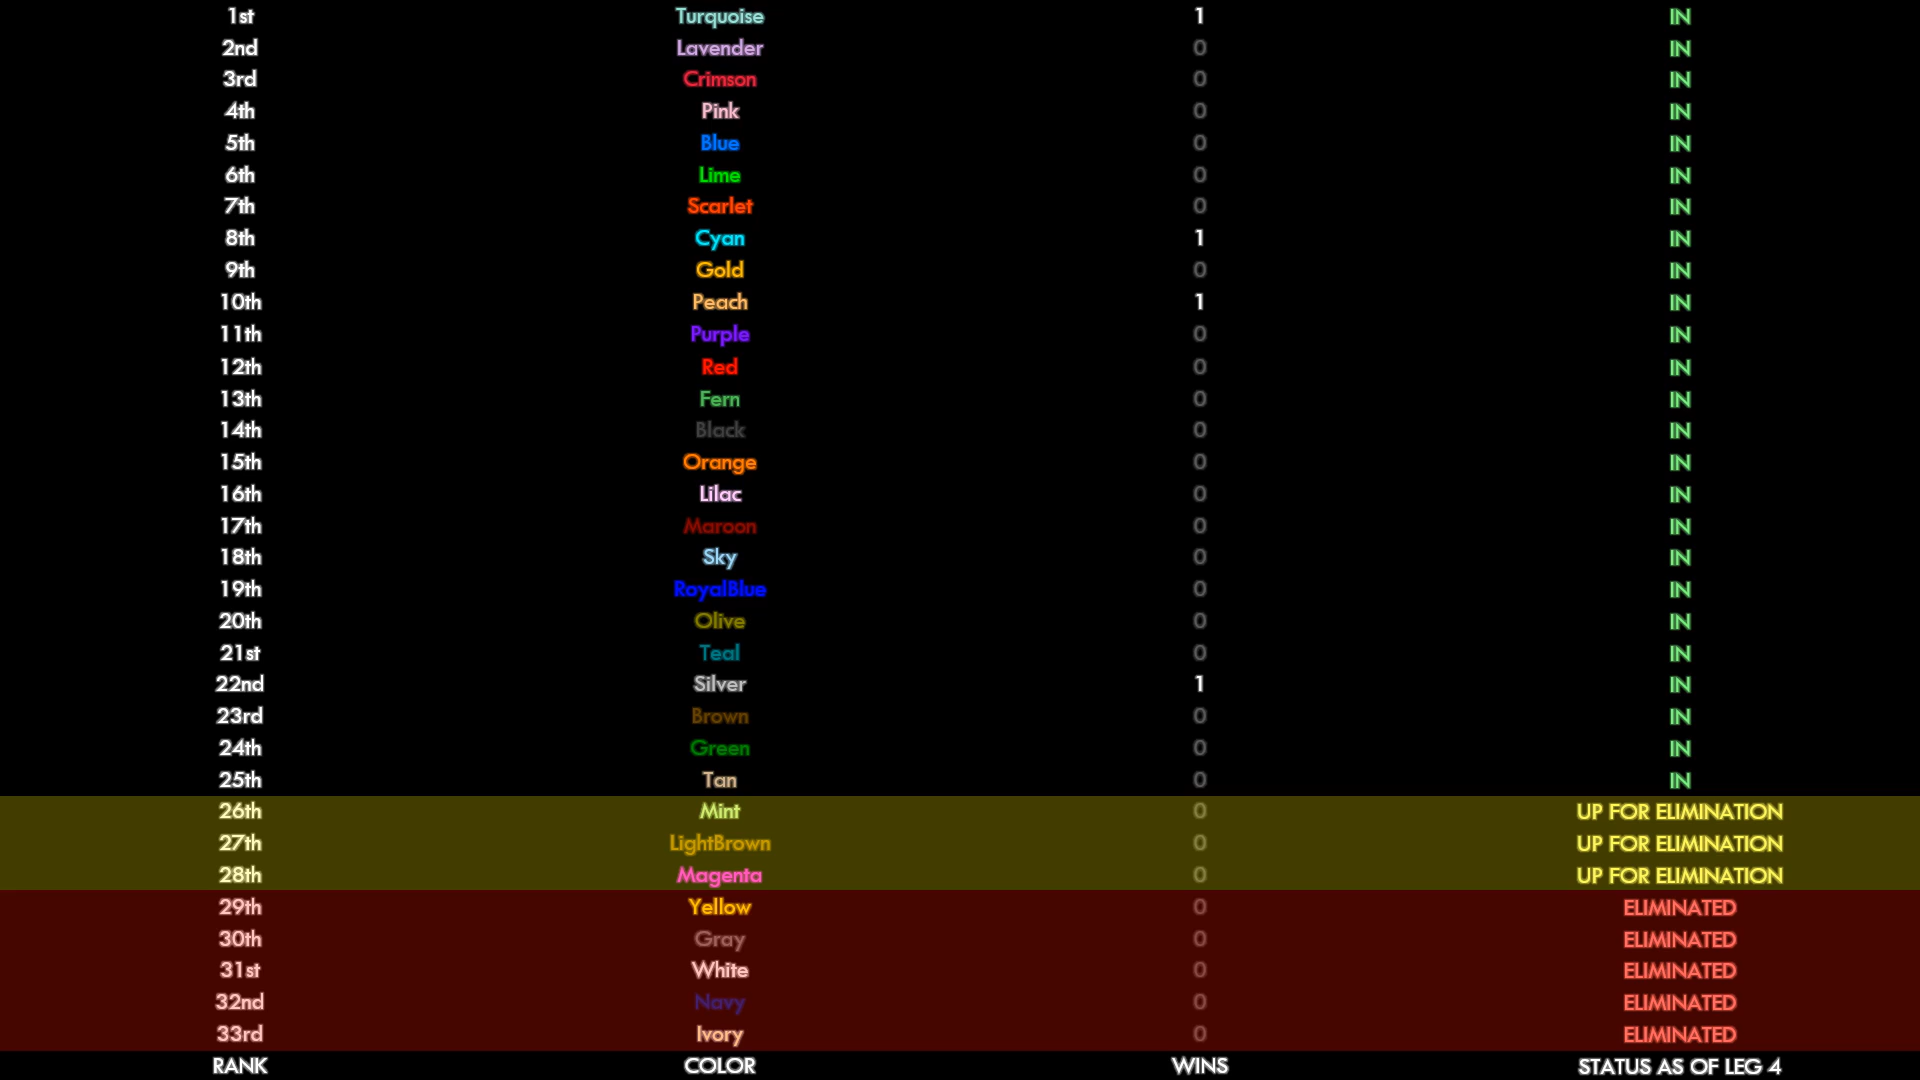 1st Turquoise 1 IN
2nd Lavender 0 IN
3rd Crimson 0 IN
4th Pink 0 IN
5th Blue 0 IN
6th Lime 0 IN
7th Scarlet 0 IN
8th Cyan 1 IN
9th Gold 0 IN
10th Peach 1 IN
11th Purple 0 IN
12th Red 0 IN
13th Fern 0 IN
14th Black 0 IN
15th Orange 0 IN
16th Lilac 0 IN
17th Maroon 0 IN
18th Sky 0 IN
19th RoyalBlue 0 IN
20th Olive 0 IN
21st Teal 0 IN
22nd Silver 1 IN
23rd Brown 0 IN
24th Green 0 IN
25th Tan 0 IN
26th Mint 0 UP FOR ELIMINATION
27th LightBrown 0 UP FOR ELIMINATION
28th Magenta 0 UP FOR ELIMINATION
29th Yellow 0 ELIMINATED
30th Gray 0 ELIMINATED
31st White 0 ELIMINATED
32nd Navy 0 ELIMINATED
33rd Ivory 0 ELIMINATED
RANK COLOR WINS STATUS AS OF LEG 4